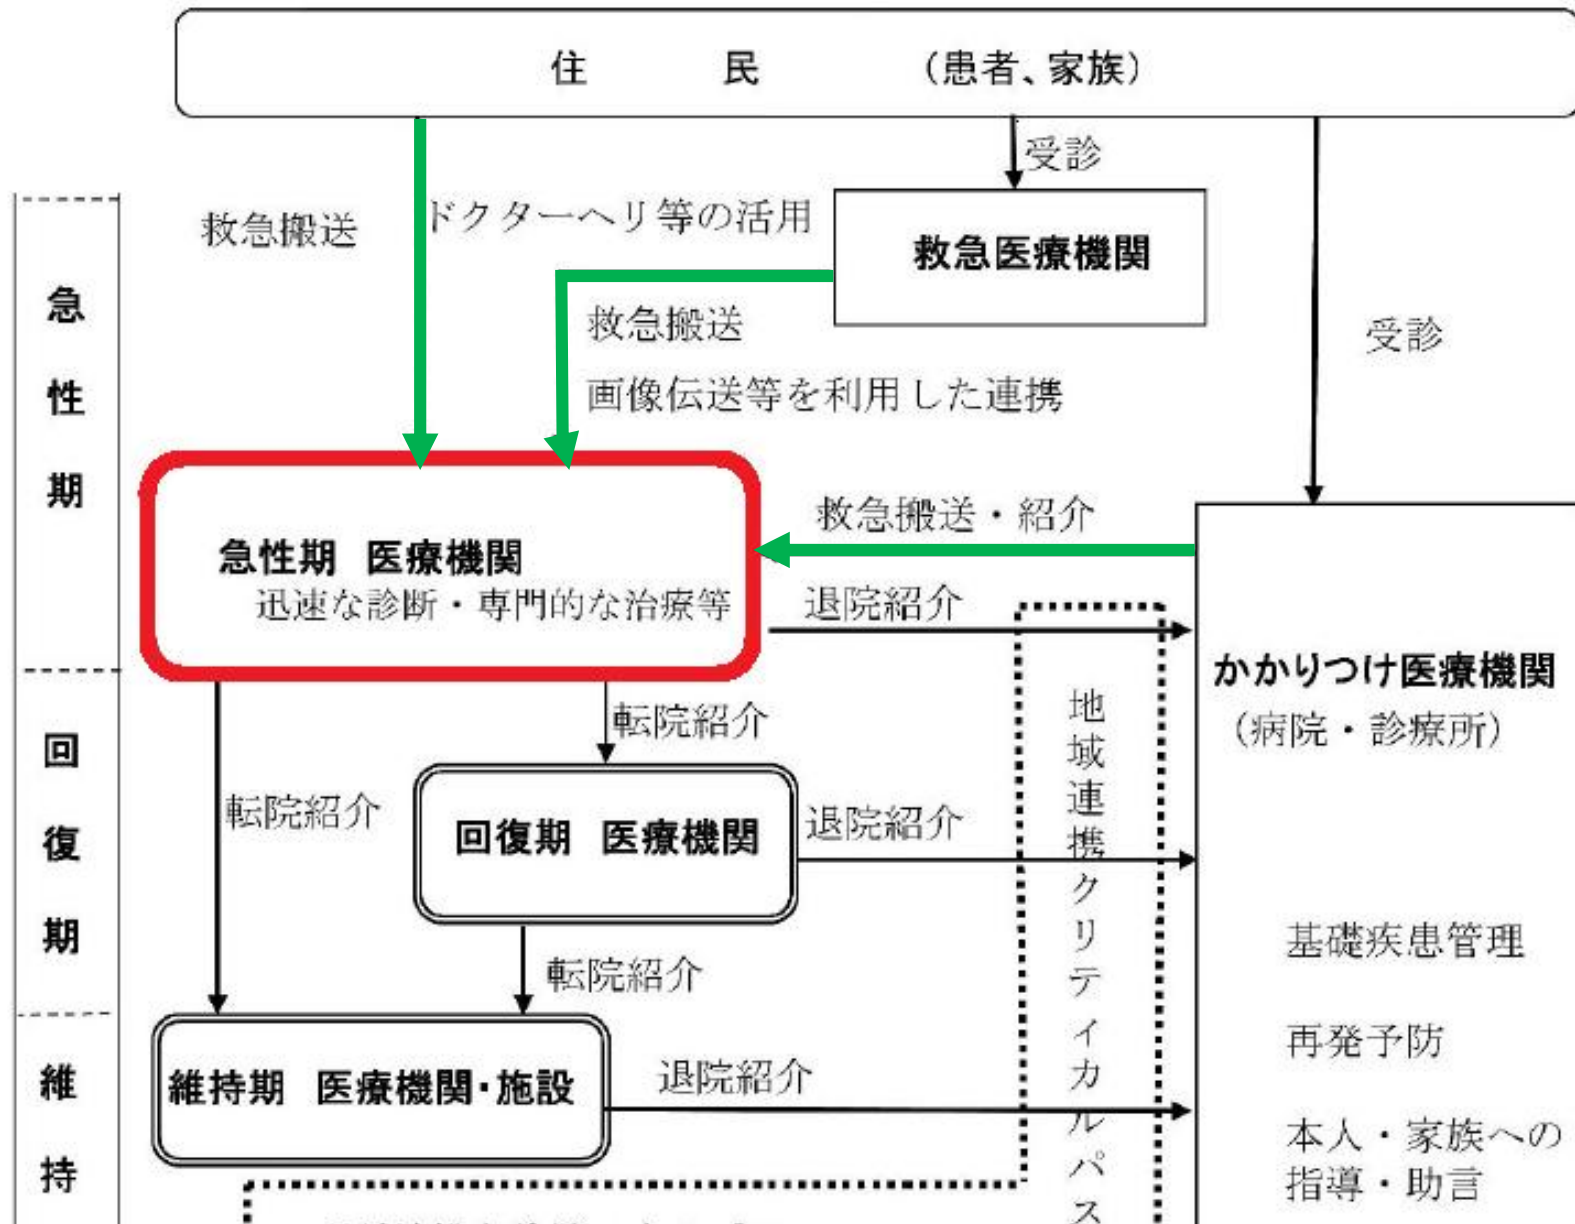 住　民　（患者、家族）
受診
救急搬送
ドクターヘリ等の活用
救急医療機関
急性期
救急搬送
画像伝送等を利用した連携
受診
救急搬送・紹介
急性期　医療機関
迅速な診断・専門的な治療等
退院紹介
かかりつけ医療機関
（病院・診療所）
転院紹介
地域連携クリティカルパス
回復期
転院紹介
回復期　医療機関
退院紹介
基礎疾患管理
転院紹介
再発予防
維持
維持期　医療機関・施設
退院紹介
本人・家族への
指導・助言